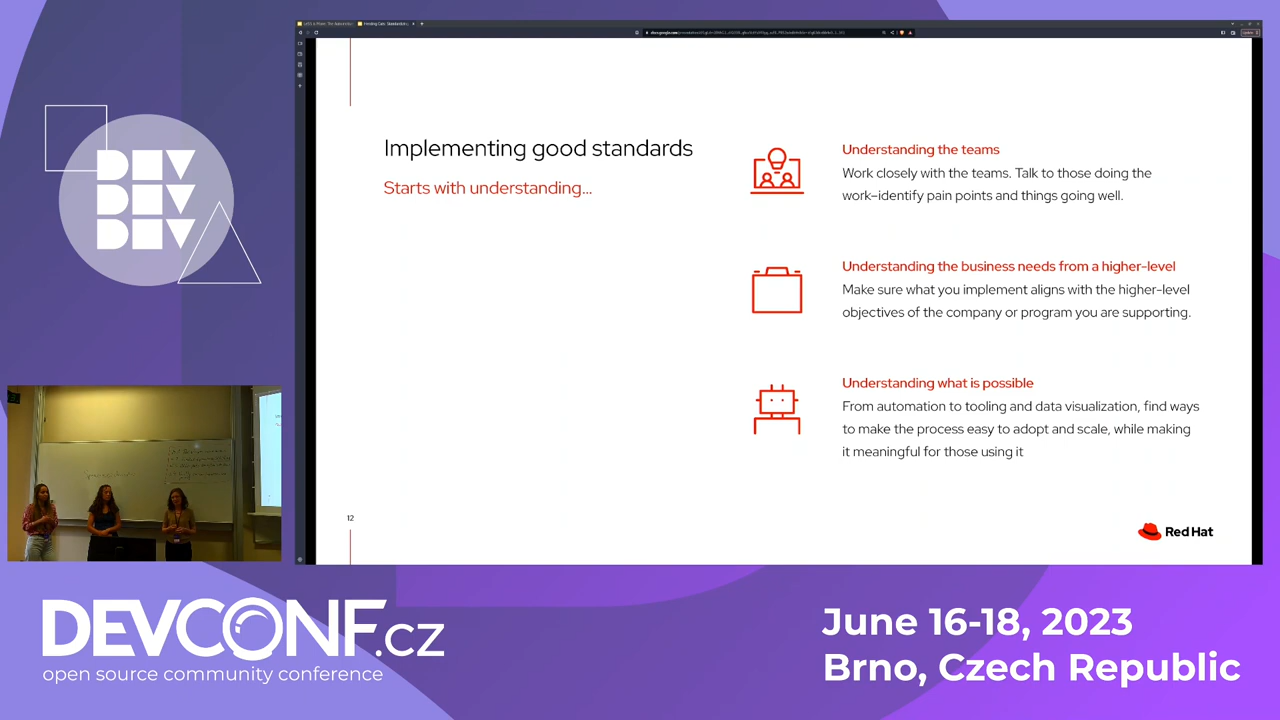 DEV
DEV
DEV
Implementing good standards
Starts with understanding...
Understanding the teams
Work closely with the teams. Talk to those doing the
work–identify pain points and things going well.
Understanding the business needs from a higher-level
Make sure what you implement aligns with the higher-level
objectives of the company or program you are supporting.
Understanding what is possible
From automation to tooling and data visualization, find ways
to make the process easy to adopt and scale, while making
it meaningful for those using it
12
Red Hat
DEVCONF.cz
open source community conference
June 16-18, 2023
Brno, Czech Republic